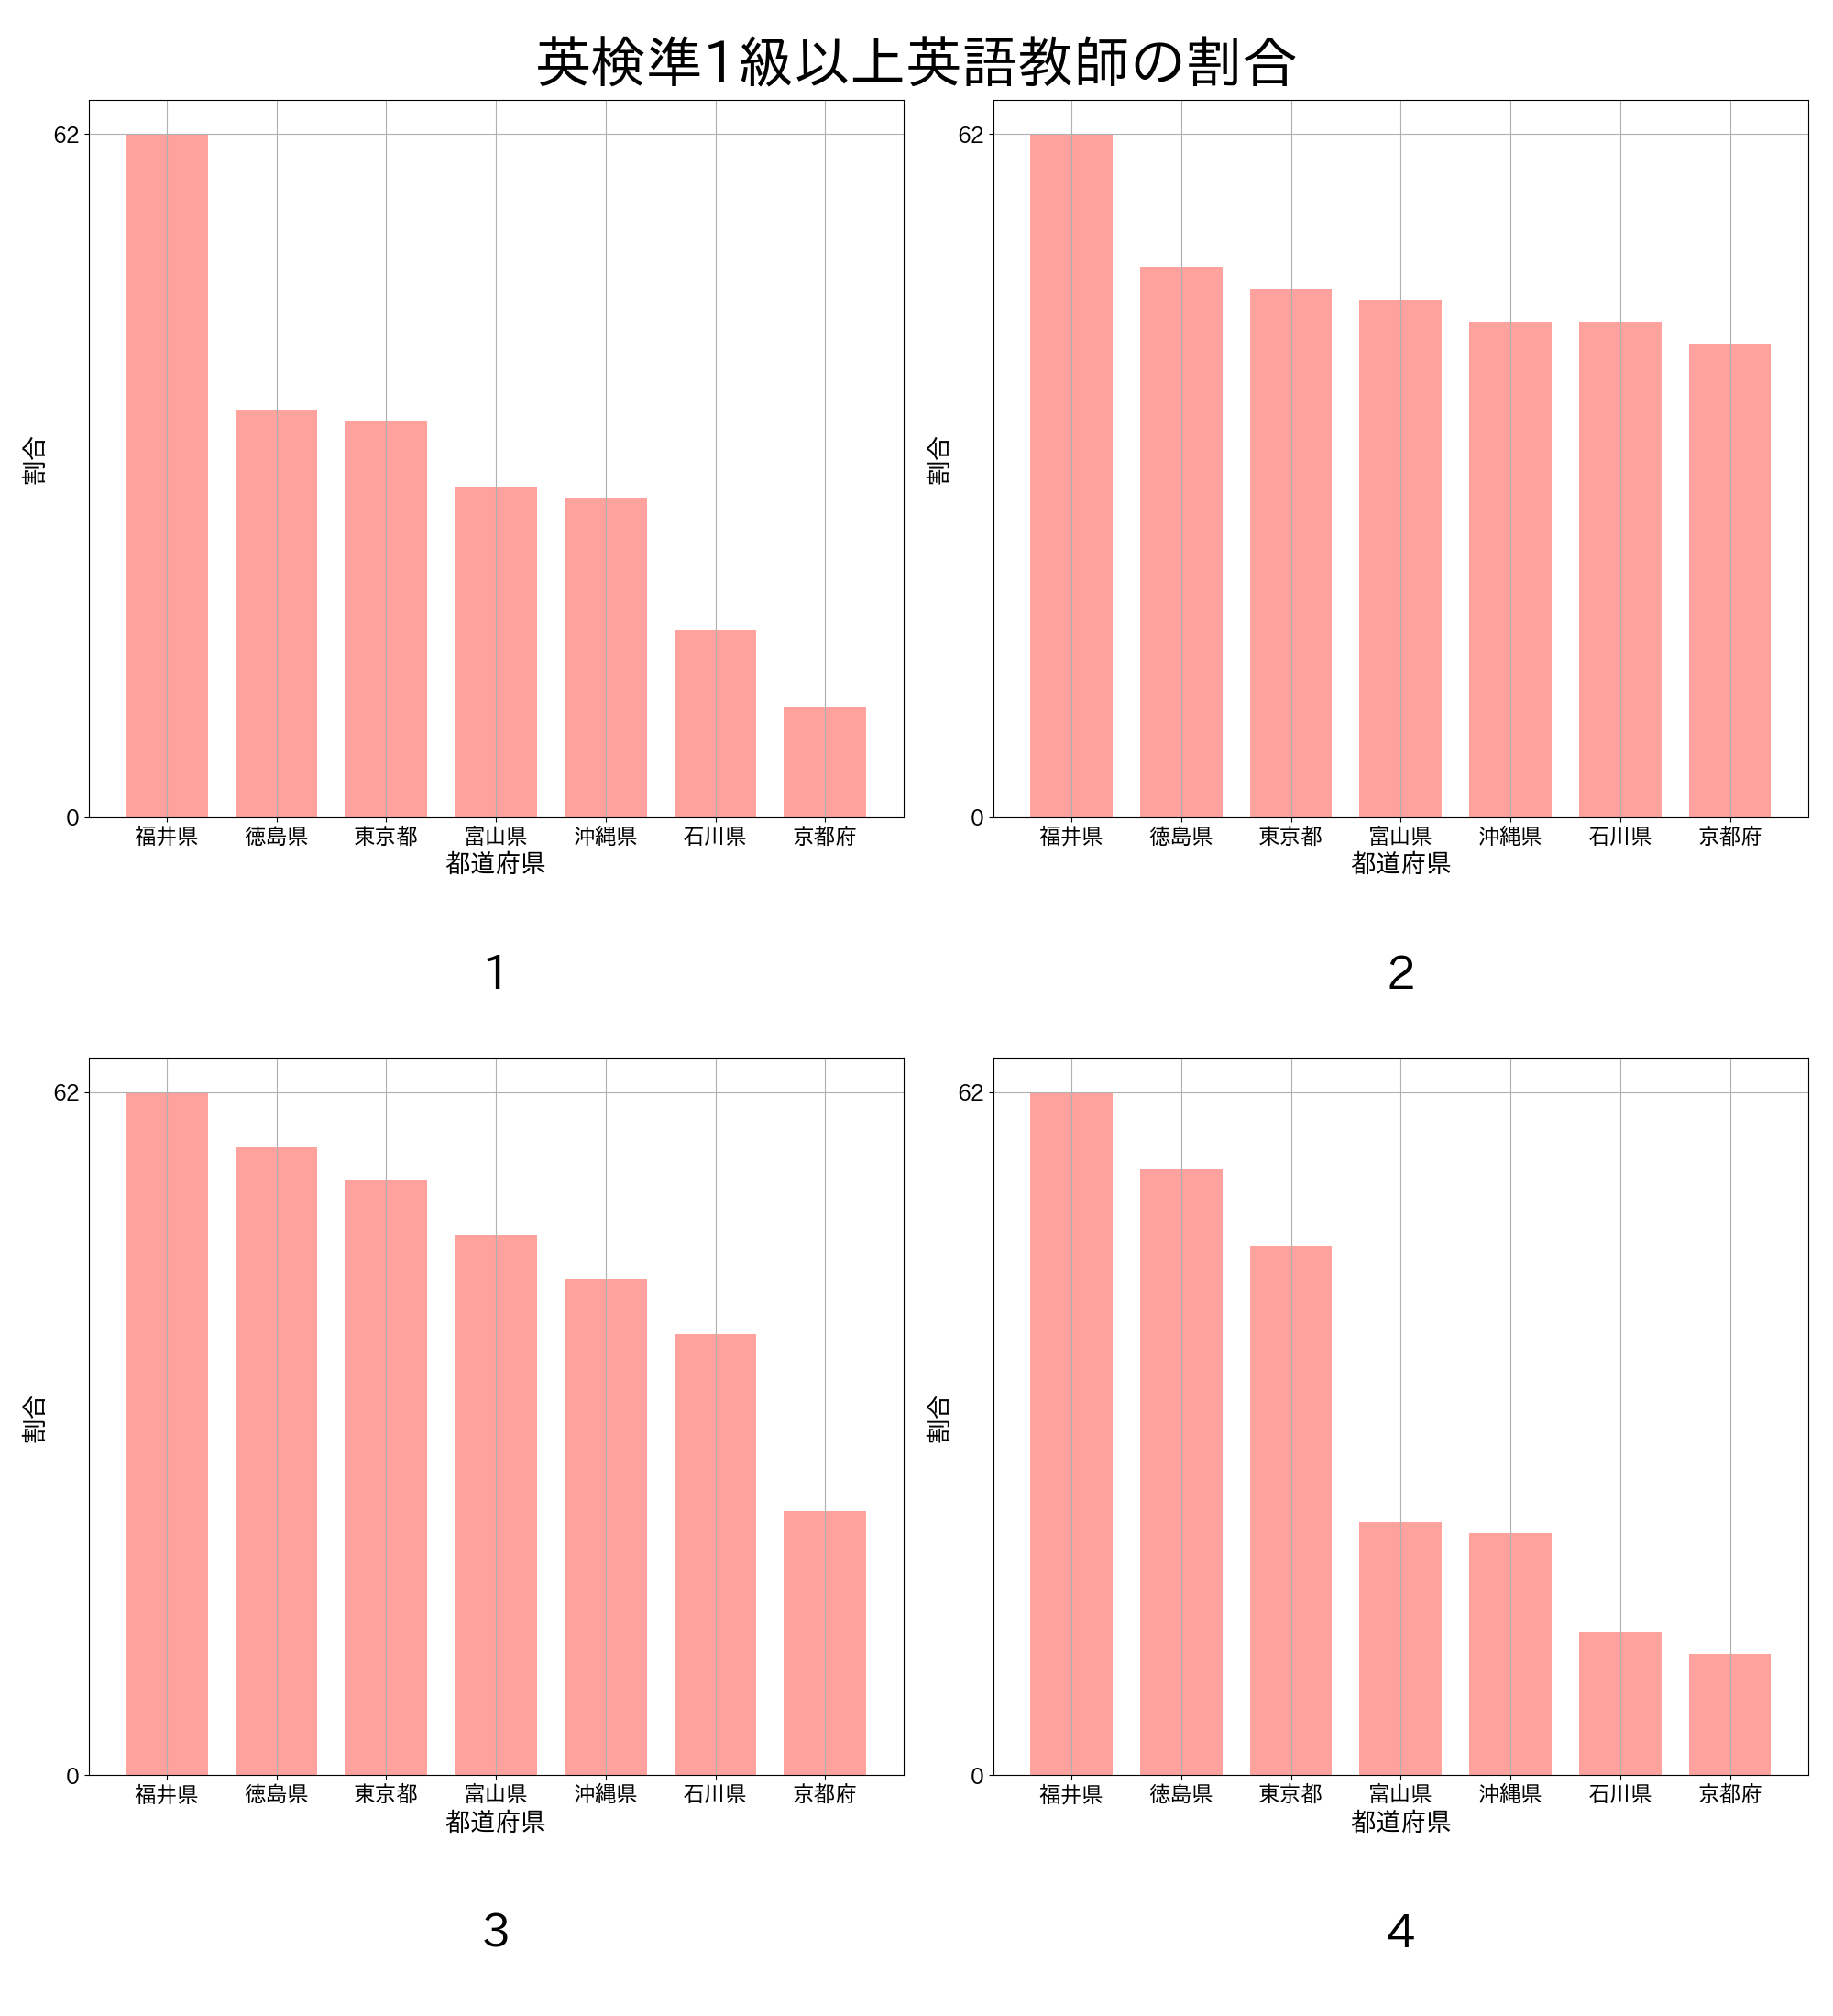 英検準1級以上英語教師の割合
62
0
割合
福井県 徳島県 東京都 富山県 沖縄県 石川県 京都府
都道府県
1
62
0
割合
福井県 徳島県 東京都 富山県 沖縄県 石川県 京都府
都道府県
2
62
0
割合
福井県 徳島県 東京都 富山県 沖縄県 石川県 京都府
都道府県
3
62
0
割合
福井県 徳島県 東京都 富山県 沖縄県 石川県 京都府
都道府県
4